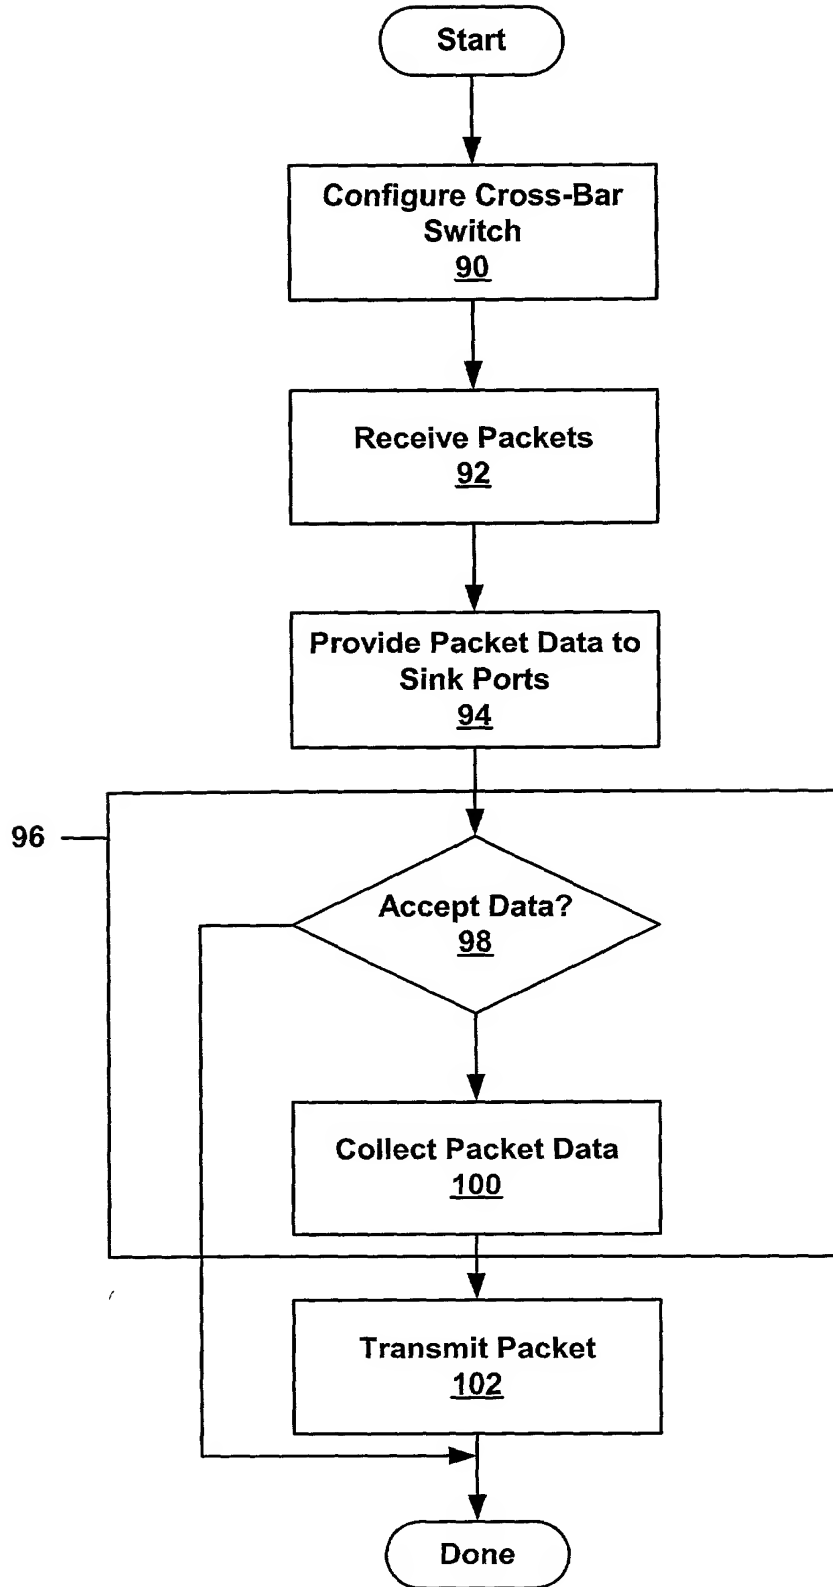 Start
Configure Cross-Bar
Switch
90
Receive Packets
92
Provide Packet Data to
Sink Ports
94
96
Accept Data?
98
Collect Packet Data
100
Transmit Packet
102
Done